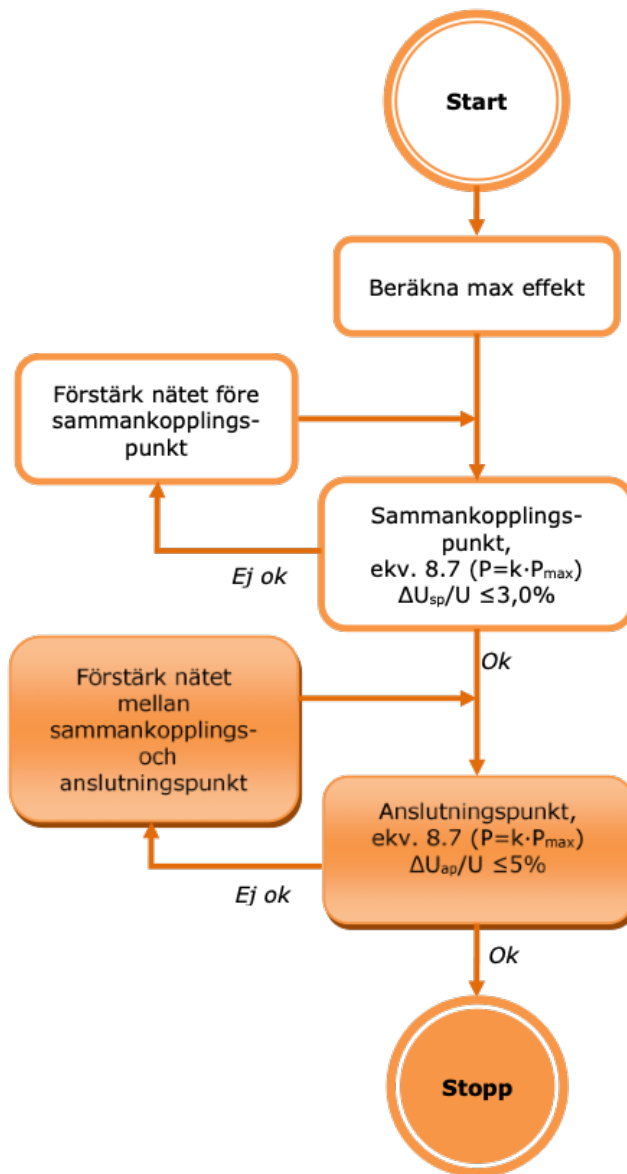 Start
Beräkna max effekt
Förstärk nätet före
sammankopplings-
punkt
Sammankopplings-
punkt,
ekv. 8.7 (P=k·Pmax)
ΔUsp/U ≤3,0%
Ej ok
Ok
Förstärk nätet
mellan
sammankopplings-
och
anslutningspunkt
Anslutningspunkt,
ekv. 8.7 (P=k·Pmax)
ΔUap/U ≤5%
Ej ok
Ok
Stopp